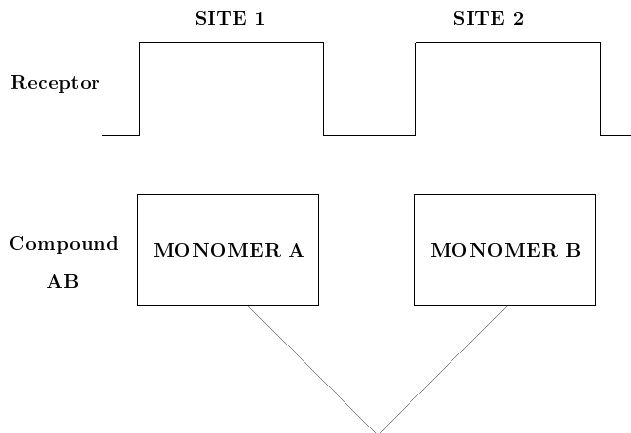 SITE 1
SITE 2
Receptor
Compound
AB
MONOMER A
MONOMER B